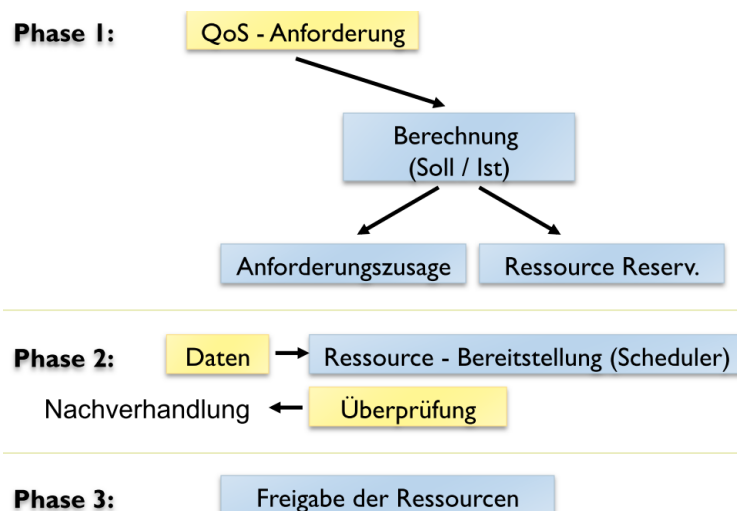 Phase 1:
QoS - Anforderung
Berechnung
(Soll / Ist)
Anforderungszusage
Ressource Reserv.
Phase 2:
Daten
Ressource - Bereitstellung (Scheduler)
Nachverhandlung
Überprüfung
Phase 3:
Freigabe der Ressourcen